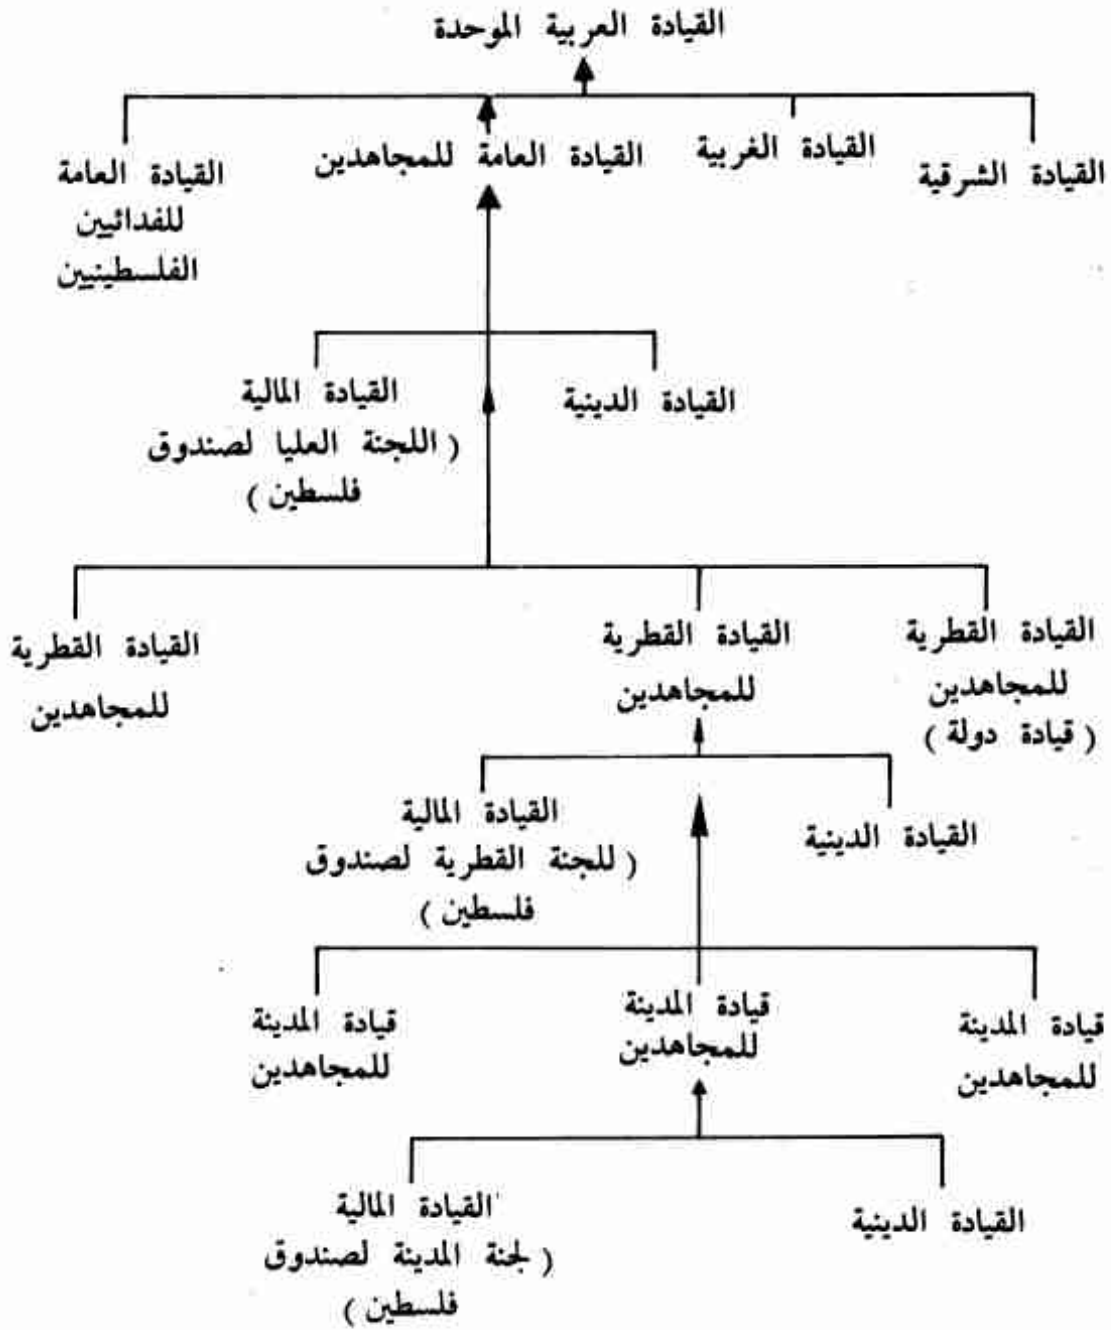 القيادة العربية الموحدة
القيادة الشرقية
القيادة الغربية
القيادة العامة للمجاهدين
القيادة العامة
للفدائيين
الفلسطينيين
القيادة الدينية
القيادة المالية
( اللجنة العليا لصندوق
فلسطين )
القيادة القطرية
للمجاهدين
( قيادة دولة )
القيادة القطرية
للمجاهدين
القيادة القطرية
للمجاهدين
القيادة الدينية
القيادة المالية
( للجنة القطرية لصندوق
فلسطين )
قيادة المدينة
للمجاهدين
قيادة المدينة
للمجاهدين
قيادة المدينة
للمجاهدين
القيادة الدينية
القيادة المالية
( لجنة المدينة لصندوق
فلسطين )